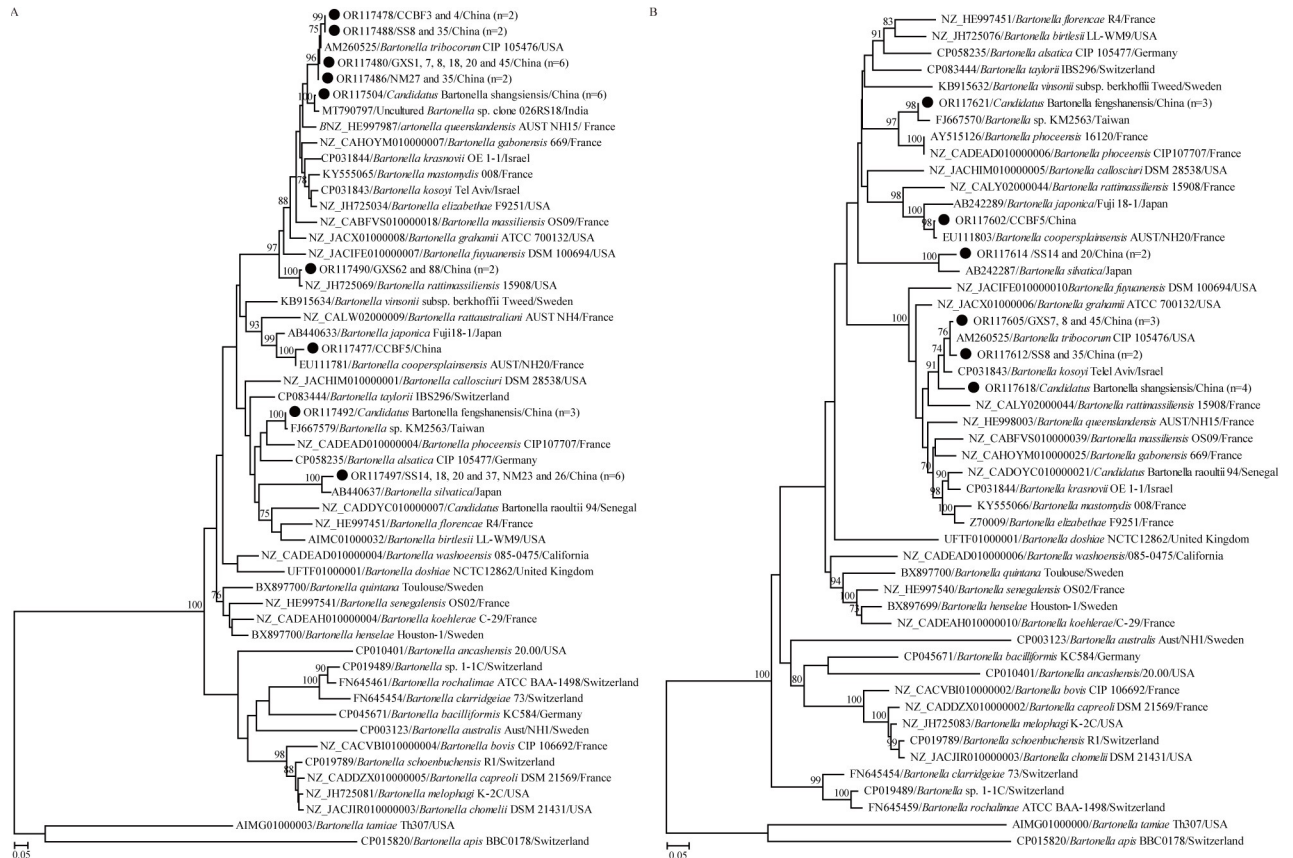 A
99
OR117478/CCBF3 and 4/China (n=2)
75
OR117488/SS8 and 35/China (n=2)
AM260525/Bartonella tribocorum CIP 105476/USA
96
OR117480/GXS1, 7, 8, 18, 20 and 45/China (n=6)
OR117486/NM27 and 35/China (n=2)
100
OR117504/Candidatus Bartonella shangsiensis/China (n=6)
MT790797/Uncultured Bartonella sp. clone 026RS18/India
BNZ_HE997987/artonella queenslandensis AUST NH15/ France
NZ_CAHOYM010000007/Bartonella gabonensis 669/France
CP031844/Bartonella krasnovii OE 1-1/Israel
KY555065/Bartonella mastomydis 008/France
78
CP031843/Bartonella kosoyi Tel Aviv/Israel
88
NZ_JH725034/Bartonella elizabethae F9251/USA
NZ_CABFVS010000018/Bartonella massiliensis OS09/France
NZ_JACX01000008/Bartonella grahamii ATCC 700132/USA
97
NZ_JACIFE010000007/Bartonella fuyuanensis DSM 100694/USA
100
OR117490/GXS62 and 88/China (n=2)
NZ_JH725069/Bartonella rattimassiliensis 15908/USA
KB915634/Bartonella vinsonii subsp. berkhoffii Tweed/Sweden
93
NZ_CALW02000009/Bartonella rattaustraliani AUST NH4/France
99
AB440633/Bartonella japonica Fuji18-1/Japan
100
OR117477/CCBF5/China
EU111781/Bartonella coopersplainsensis AUST/NH20/France
NZ_JACHIM010000001/Bartonella callosciuri DSM 28538/USA
CP083444/Bartonella taylorii IBS296/Switzerland
100
OR117492/Candidatus Bartonella fengshanensis/China (n=3)
FJ667579/Bartonella sp. KM2563/Taiwan
NZ_CADEAD010000004/Bartonella phoceensis CIP107707/France
CP058235/Bartonella alsatica CIP 105477/Germany
100
OR117497/SS14, 18, 20 and 37, NM23 and 26/China (n=6)
AB440637/Bartonella silvatica/Japan
75
NZ_CADDYC010000007/Candidatus Bartonella raoultii 94/Senegal
NZ_HE997451/Bartonella florencae R4/France
AIMC01000032/Bartonella birtlesii LL-WM9/USA
NZ_CADEAD010000004/Bartonella washoeensis 085-0475/California
UFTF01000001/Bartonella doshiae NCTC12862/United Kingdom
76
BX897700/Bartonella quintana Toulouse/Sweden
100
NZ_HE997541/Bartonella senegalensis OS02/France
NZ_CADEAH010000004/Bartonella koehlerae C-29/France
BX897700/Bartonella henselae Houston-1/Sweden
CP010401/Bartonella ancashensis 20.00/USA
90
CP019489/Bartonella sp. 1-1C/Switzerland
100
FN645461/Bartonella rochalimae ATCC BAA-1498/Switzerland
FN645454/Bartonella clarridgeiae 73/Switzerland
CP045671/Bartonella bacilliformis KC584/Germany
CP003123/Bartonella australis Aust/NH1/Sweden
98
NZ_CACVBI010000004/Bartonella bovis CIP 106692/France
CP019789/Bartonella schoenbuchensis R1/Switzerland
88
NZ_CADDZX010000005/Bartonella capreoli DSM 21569/France
NZ_JH725081/Bartonella melophagi K-2C/USA
NZ_JACJIR010000003/Bartonella chomelii DSM 21431/USA
AIMG01000003/Bartonella tamiae Th307/USA
CP015820/Bartonella apis BBC0178/Switzerland
0.05
B
83
NZ_HE997451/Bartonella florencae R4/France
91
NZ_JH725076/Bartonella birtlesii LL-WM9/USA
CP058235/Bartonella alsatica CIP 105477/Germany
CP083444/Bartonella taylorii IBS296/Switzerland
KB915632/Bartonella vinsonii subsp. berkhoffii Tweed/Sweden
98
OR117621/Candidatus Bartonella fengshanensis/China (n=3)
97
FJ667570/Bartonella sp. KM2563/Taiwan
AY515126/Bartonella phoceensis 16120/France
100
NZ_CADEAD010000006/Bartonella phoceensis CIP107707/France
NZ_JACHIM010000005/Bartonella callosciuri DSM 28538/USA
98
NZ_CALY02000044/Bartonella rattimassiliensis 15908/France
100
AB242289/Bartonella japonica/Fuji 18-1/Japan
98
OR117602/CCBF5/China
EU111803/Bartonella coopersplainsensis AUST/NH20/France
100
OR117614 /SS14 and 20/China (n=2)
AB242287/Bartonella silvatica/Japan
NZ_JACIFE010000010Bartonella fuyuanensis DSM 100694/USA
100
NZ_JACX01000006/Bartonella grahamii ATCC 700132/USA
76
OR117605/GXS7, 8 and 45/China (n=3)
AM260525/Bartonella tribocorum CIP 105476/USA
74
OR117612/SS8 and 35/China (n=2)
91
CP031843/Bartonella kosoyi Telel Aviv/Israel
OR117618/Candidatus Bartonella shangsiensis/China (n=4)
NZ_CALY02000044/Bartonella rattimassiliensis 15908/France
NZ_HE998003/Bartonella queenslandensis AUST/NH15/France
NZ_CABFVS010000039/Bartonella massiliensis OS09/France
NZ_CAHOYM010000025/Bartonella gabonensis 669/France
70
90
NZ_CADOYC010000021/Candidatus Bartonella raoultii 94/Senegal
98
CP031844/Bartonella krasnovii OE 1-1/Israel
KY555066/Bartonella mastomydis 008/France
100
Z70009/Bartonella elizabethae F9251/France
UFTF01000001/Bartonella doshiae NCTC12862/United Kingdom
NZ_CADEAD010000006/Bartonella washoensis/085-0475/California
94
BX897700/Bartonella quintana Toulouse/Sweden
100
NZ_HE997540/Bartonella senegalensis OS02/France
73
BX897699/Bartonella henselae Houston-1/Sweden
NZ_CADEAH010000010/Bartonella koehlerae/C-29/France
CP003123/Bartonella australis Aust/NH1/Sweden
100
CP045671/Bartonella bacilliformis KC584/Germany
80
CP010401/Bartonella ancashensis/20.00/USA
NZ_CACVBI010000002/Bartonella bovis CIP 106692/France
100
NZ_CADDZX010000002/Bartonella capreoli DSM 21569/France
100
NZ_JH725083/Bartonella melophagi K-2C/USA
99
CP019789/Bartonella schoenbuchensis R1/Switzerland
NZ_JACJIR010000003/Bartonella chomelii DSM 21431/USA
99
FN645454/Bartonella clarridgeiae 73/Switzerland
100
CP019489/Bartonella sp. 1-1C/Switzerland
FN645459/Bartonella rochalimae ATCC BAA-1498/Switzerland
AIMG01000000/Bartonella tamiae Th307/USA
CP015820/Bartonella apis BBC0178/Switzerland
0.05